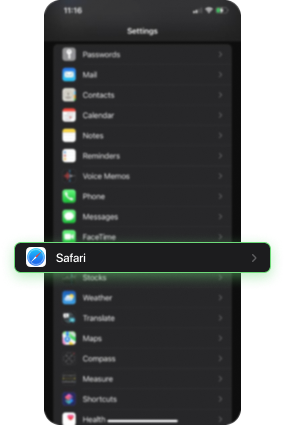 11:16
Settings
Passwords
Mail
Contacts
Calendar
Notes
Reminders
Voice Memos
Phone
Messages
FaceTime
Safari
Stocks
Weather
Translate
Maps
Compass
Measure
Shortcuts
Health